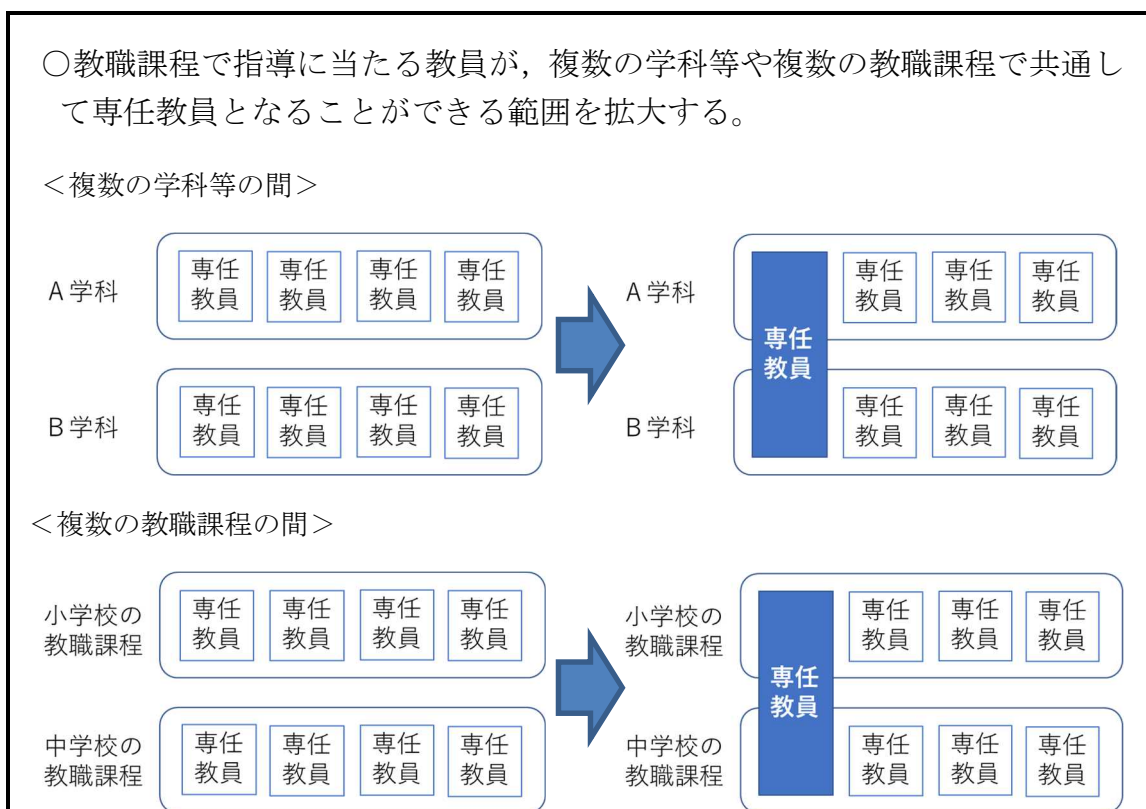 ○教職課程で指導に当たる教員が，複数の学科等や複数の教職課程で共通し
て専任教員となることができる範囲を拡大する。
＜複数の学科等の間＞
A学科
専任
教員
専任
教員
専任
教員
専任
教員
B学科
専任
教員
専任
教員
専任
教員
専任
教員
A学科
専任
教員
専任
教員
専任
教員
専任
教員
B学科
専任
教員
専任
教員
専任
教員
＜複数の教職課程の間＞
小学校の
教職課程
専任
教員
専任
教員
専任
教員
専任
教員
中学校の
教職課程
専任
教員
専任
教員
専任
教員
専任
教員
小学校の
教職課程
専任
教員
専任
教員
専任
教員
専任
教員
中学校の
教職課程
専任
教員
専任
教員
専任
教員